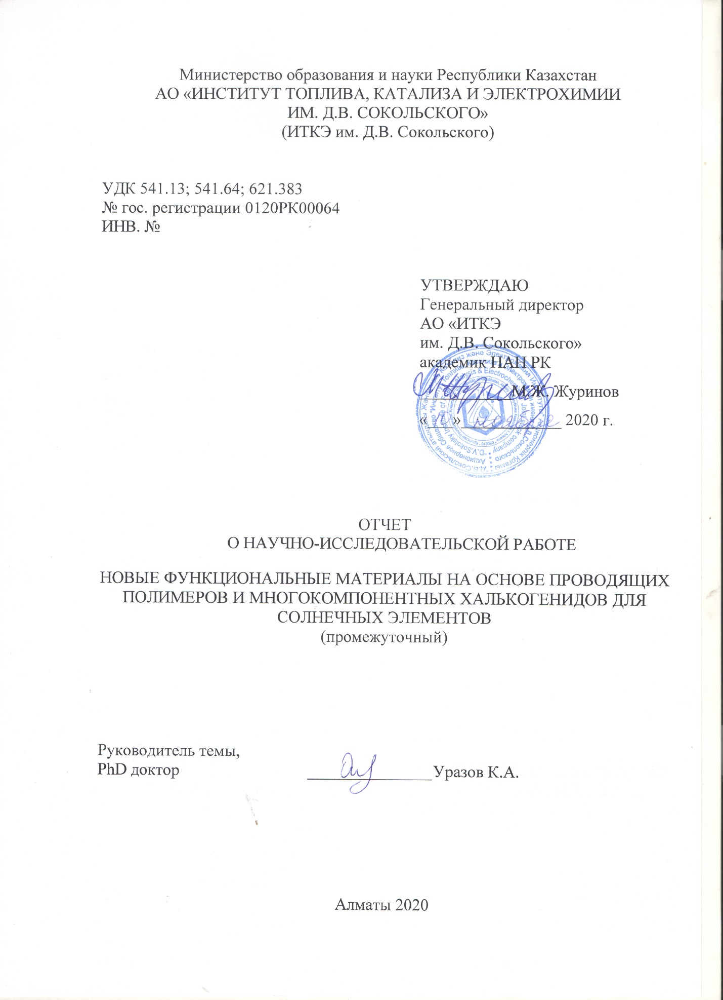 Министерство образования и науки Республики Казахстан
АО «ИНСТИТУТ ТОПЛИВА, КАТАЛИЗА И ЭЛЕКТРОХИМИИ
ИМ. Д.В. СОКОЛЬСКОГО»
(ИТКЭ им. Д.В. Сокольского)
УДК 541.13; 541.64; 621.383
№ гос. регистрации 0120РК00064
ИНВ. №
УТВЕРЖДАЮ
Генеральный директор
АО «ИТКЭ
им. Д.В. Сокольского»
академик НАН РК
М.Ж. Журинов
«___» ноября 2020 г.
ОТЧЕТ
О НАУЧНО-ИССЛЕДОВАТЕЛЬСКОЙ РАБОТЕ
НОВЫЕ ФУНКЦИОНАЛЬНЫЕ МАТЕРИАЛЫ НА ОСНОВЕ ПРОВОДЯЩИХ
ПОЛИМЕРОВ И МНОГОКОМПОНЕНТНЫХ ХАЛЬКОГЕНИДОВ ДЛЯ
СОЛНЕЧНЫХ ЭЛЕМЕНТОВ
(промежуточный)
Руководитель темы,
PhD доктор
Уразов К.А.
Алматы 2020